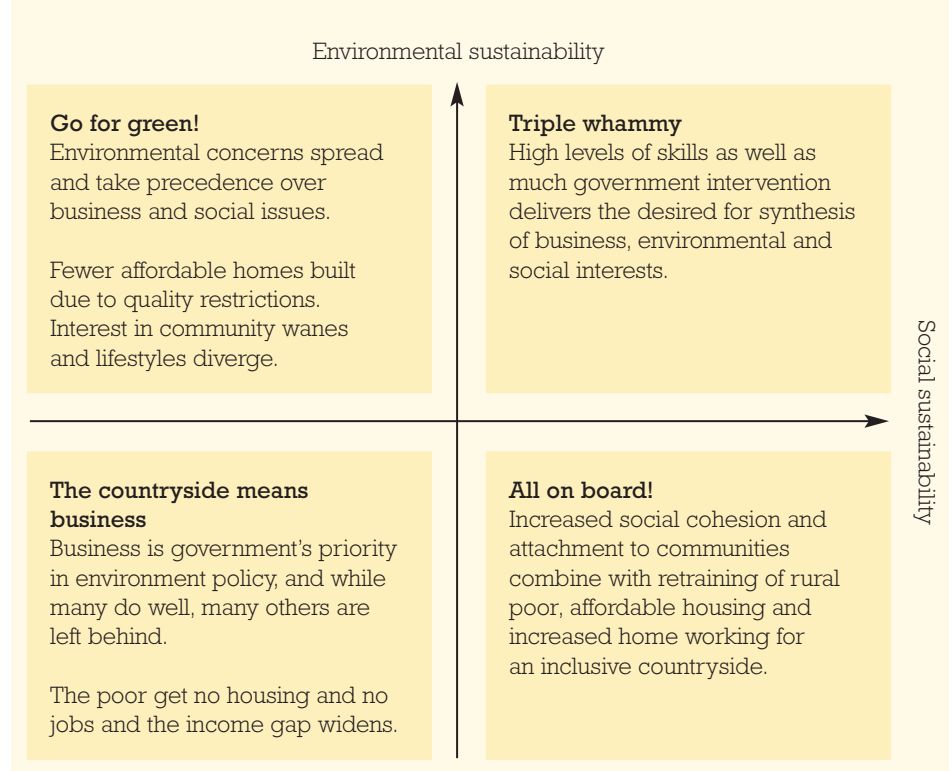 Environmental sustainability
Go for green!
Environmental concerns spread
and take precedence over
business and social issues.
Fewer affordable homes built
due to quality restrictions.
Interest in community wanes
and lifestyles diverge.
Triple whammy
High levels of skills as well as
much government intervention
delivers the desired for synthesis
of business, environmental and
social interests.
Social sustainability
The countryside means
business
Business is government's priority
in environment policy, and while
many do well, many others are
left behind.
The poor get no housing and no
jobs and the income gap widens.
All on board!
Increased social cohesion and
attachment to communities
combine with retraining of rural
poor, affordable housing and
increased home working for
an inclusive countryside.